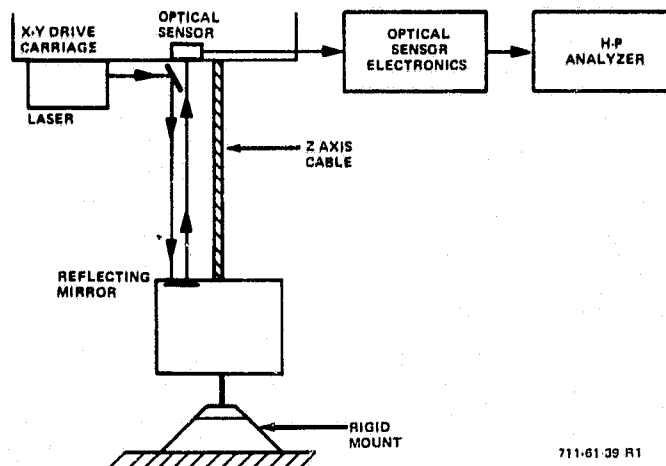 X-Y DRIVE
CARRIAGE
OPTICAL
SENSOR
OPTICAL
SENSOR
ELECTRONICS
H-P
ANALYZER
LASER
Z AXIS
CABLE
REFLECTING
MIRROR
RIGID
MOUNT
711-61-39 R1